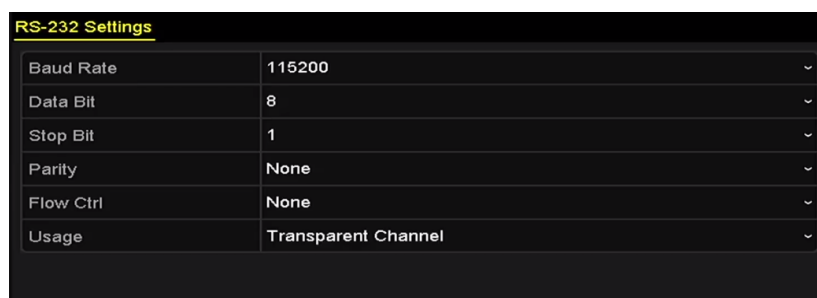 RS-232 Settings
Baud Rate 115200
Data Bit 8
Stop Bit 1
Parity None
Flow Ctrl None
Usage Transparent Channel